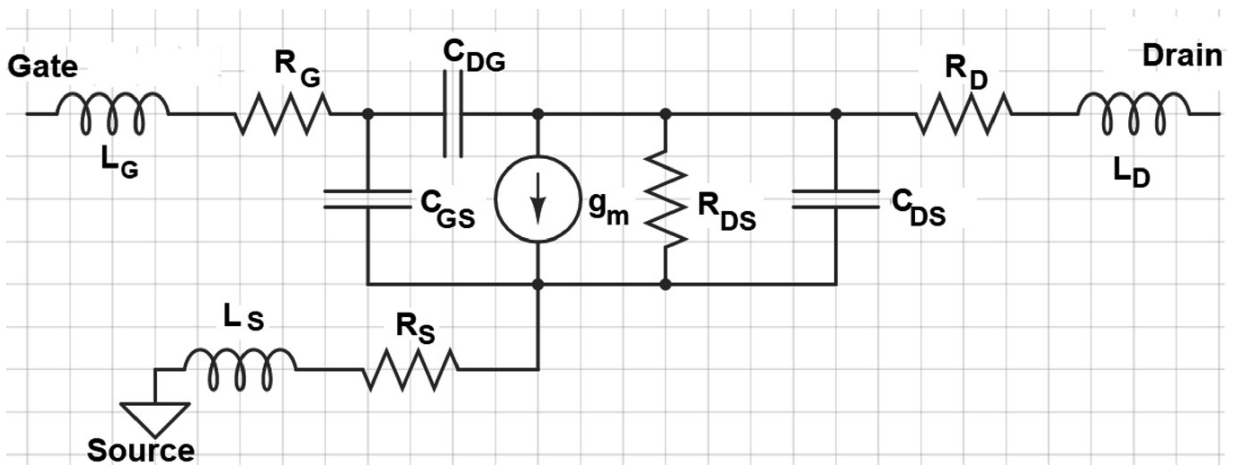 Gate
R_G
C_DG
R_D
Drain
L_G
C_GS
g_m
R_DS
C_DS
L_D
L_S
R_S
Source